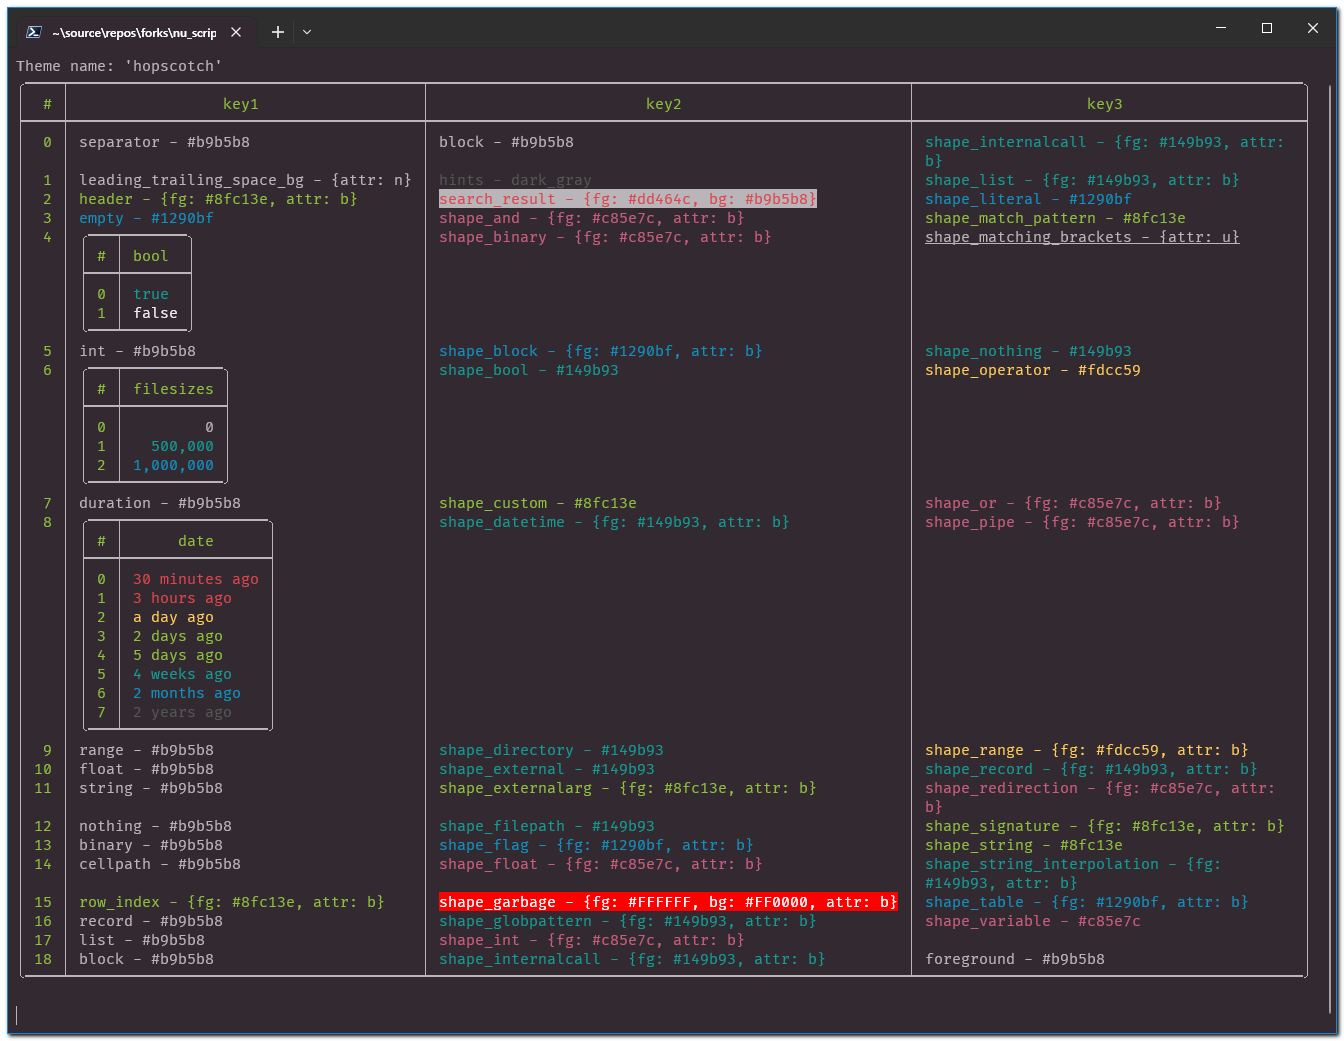 ~\source\repos\forks\nu_scrip
Theme name: 'hopscotch'
# key1 key2 key3
0 separator - #b9b5b8 block - #b9b5b8 shape_internalcall - {fg: #149b93, attr:
b}
1 leading_trailing_space_bg - {attr: n} hints - dark_gray shape_list - {fg: #149b93, attr: b}
2 header - {fg: #8fc13e, attr: b} search_result - {fg: #dd464c, bg: #b9b5b8} shape_literal - #1290bf
3 empty - #1290bf shape_and - {fg: #c85e7c, attr: b} shape_match_pattern - #8fc13e
4 shape_binary - {fg: #c85e7c, attr: b} shape_matching_brackets - {attr: u}
# bool
0 true
1 false
5 int - #b9b5b8 shape_block - {fg: #1290bf, attr: b} shape_nothing - #149b93
6 shape_bool - #149b93 shape_operator - #fdcc59
# filesizes
0 0
1 500,000
2 1,000,000
7 duration - #b9b5b8 shape_custom - #8fc13e shape_or - {fg: #c85e7c, attr: b}
8 shape_datetime - {fg: #149b93, attr: b} shape_pipe - {fg: #c85e7c, attr: b}
# date
0 30 minutes ago
1 3 hours ago
2 a day ago
3 2 days ago
4 5 days ago
5 4 weeks ago
6 2 months ago
7 2 years ago
9 range - #b9b5b8 shape_directory - #149b93 shape_range - {fg: #fdcc59, attr: b}
10 float - #b9b5b8 shape_external - #149b93 shape_record - {fg: #149b93, attr: b}
11 string - #b9b5b8 shape_externalarg - {fg: #8fc13e, attr: b} shape_redirection - {fg: #c85e7c, attr:
b}
12 nothing - #b9b5b8 shape_filepath - #149b93 shape_signature - {fg: #8fc13e, attr: b}
13 binary - #b9b5b8 shape_flag - {fg: #1290bf, attr: b} shape_string - #8fc13e
14 cellpath - #b9b5b8 shape_float - {fg: #c85e7c, attr: b} shape_string_interpolation - {fg:
#149b93, attr: b}
15 row_index - {fg: #8fc13e, attr: b} shape_garbage - {fg: #FFFFFF, bg: #FF0000, attr: b} shape_table - {fg: #1290bf, attr: b}
16 record - #b9b5b8 shape_globpattern - {fg: #149b93, attr: b} shape_variable - #c85e7c
17 list - #b9b5b8 shape_int - {fg: #c85e7c, attr: b}
18 block - #b9b5b8 shape_internalcall - {fg: #149b93, attr: b} foreground - #b9b5b8